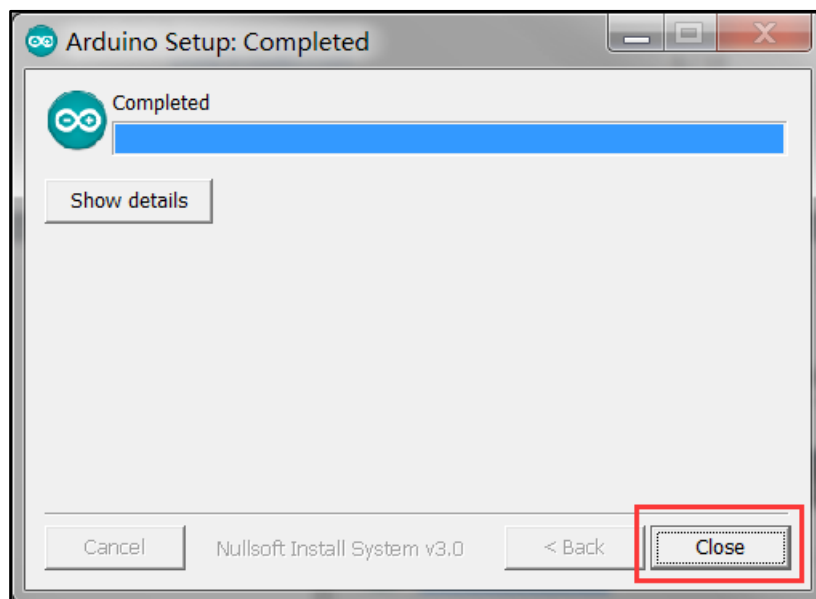 Arduino Setup: Completed
Completed
Show details
Cancel
Nullsoft Install System v3.0
< Back
Close